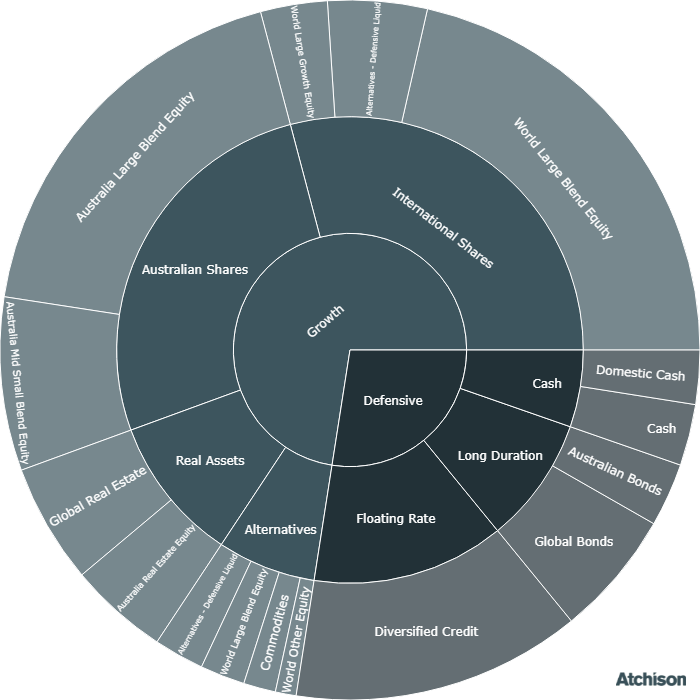 Growth
Defensive
International Shares
Australian Shares
Real Assets
Alternatives
Floating Rate
Long Duration
Cash
World Large Blend Equity
Alternatives - Defensive Liquid
World Large Growth Equity
Australia Large Blend Equity
Australia Mid Small Blend Equity
Global Real Estate
Australia Real Estate Equity
Alternatives - Defensive Liquid
World Large Blend Equity
Commodities
World Other Equity
Diversified Credit
Global Bonds
Australian Bonds
Cash
Domestic Cash
Atchison